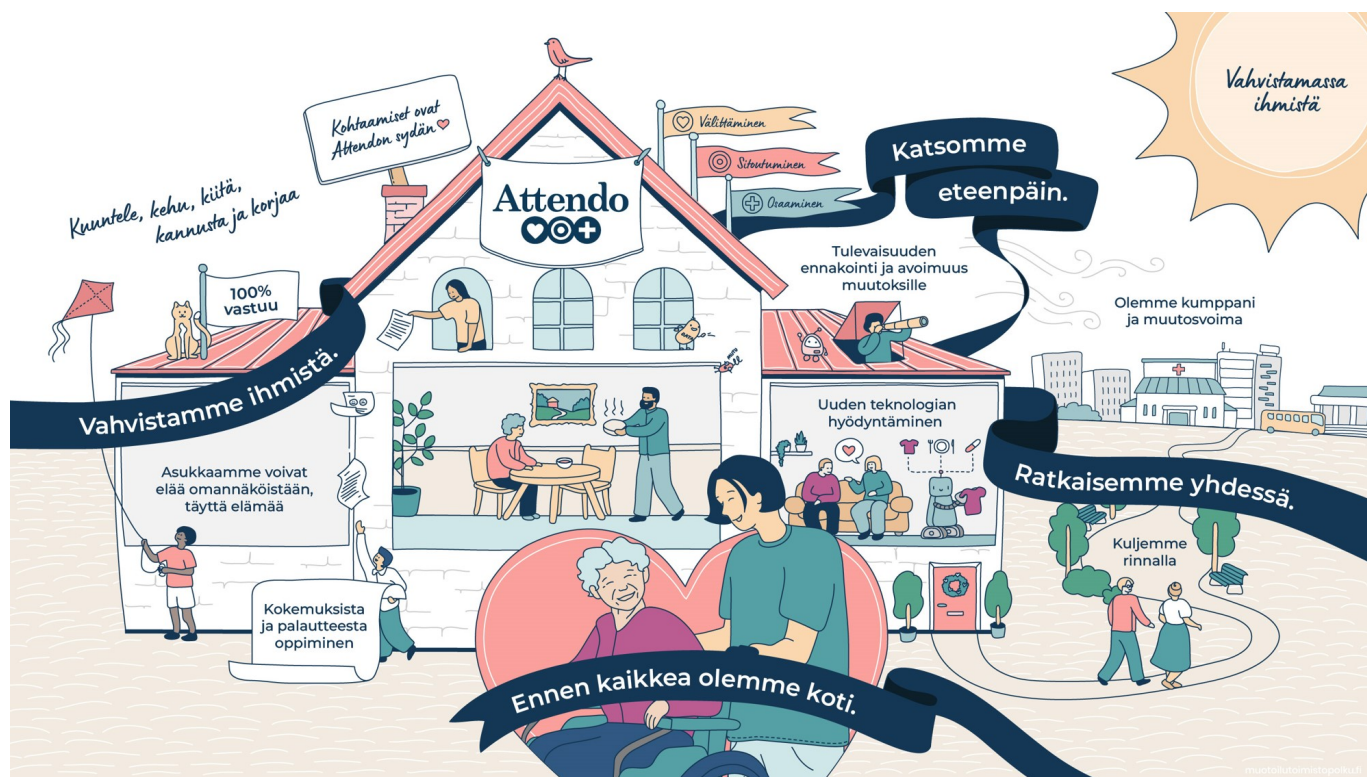 Vahvistamassa
ihmistä
Kohtaamiset ovat
Attendon sydän
Välittäminen
Sitoutuminen
Osaaminen
Katsomme
eteenpäin.
Kuuntele, kehu, kiitä,
kannusta ja korjaa
Attendo
100%
vastuu
Tulevaisuuden
ennakointi ja avoimuus
muutoksille
Olemme kumppani
ja muutosvoima
Vahvistamme ihmistä.
Uuden teknologian
hyödyntäminen
Asukkaamme voivat
elää omannäköistään,
täyttä elämää
Ratkaisemme yhdessä.
Kuljemme
rinnalla
Kokemuksista
ja palautteesta
oppiminen
Ennen kaikkea olemme koti.
muotoilutoimistopolku.fi